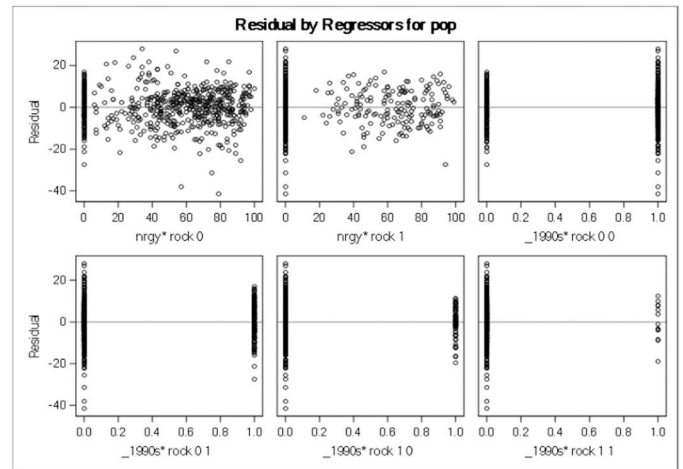 Residual by Regressors for pop
Residual
20
0
-20
-40
0 20 40 60 80 100
nrgy* rock 0
0 20 40 60 80 100
nrgy* rock 1
0.0 0.2 0.4 0.6 0.8 1.0
_1990s* rock 0 0
Residual
20
0
-20
-40
0.0 0.2 0.4 0.6 0.8 1.0
_1990s* rock 0 1
0.0 0.2 0.4 0.6 0.8 1.0
_1990s* rock 1 0
0.0 0.2 0.4 0.6 0.8 1.0
_1990s* rock 1 1